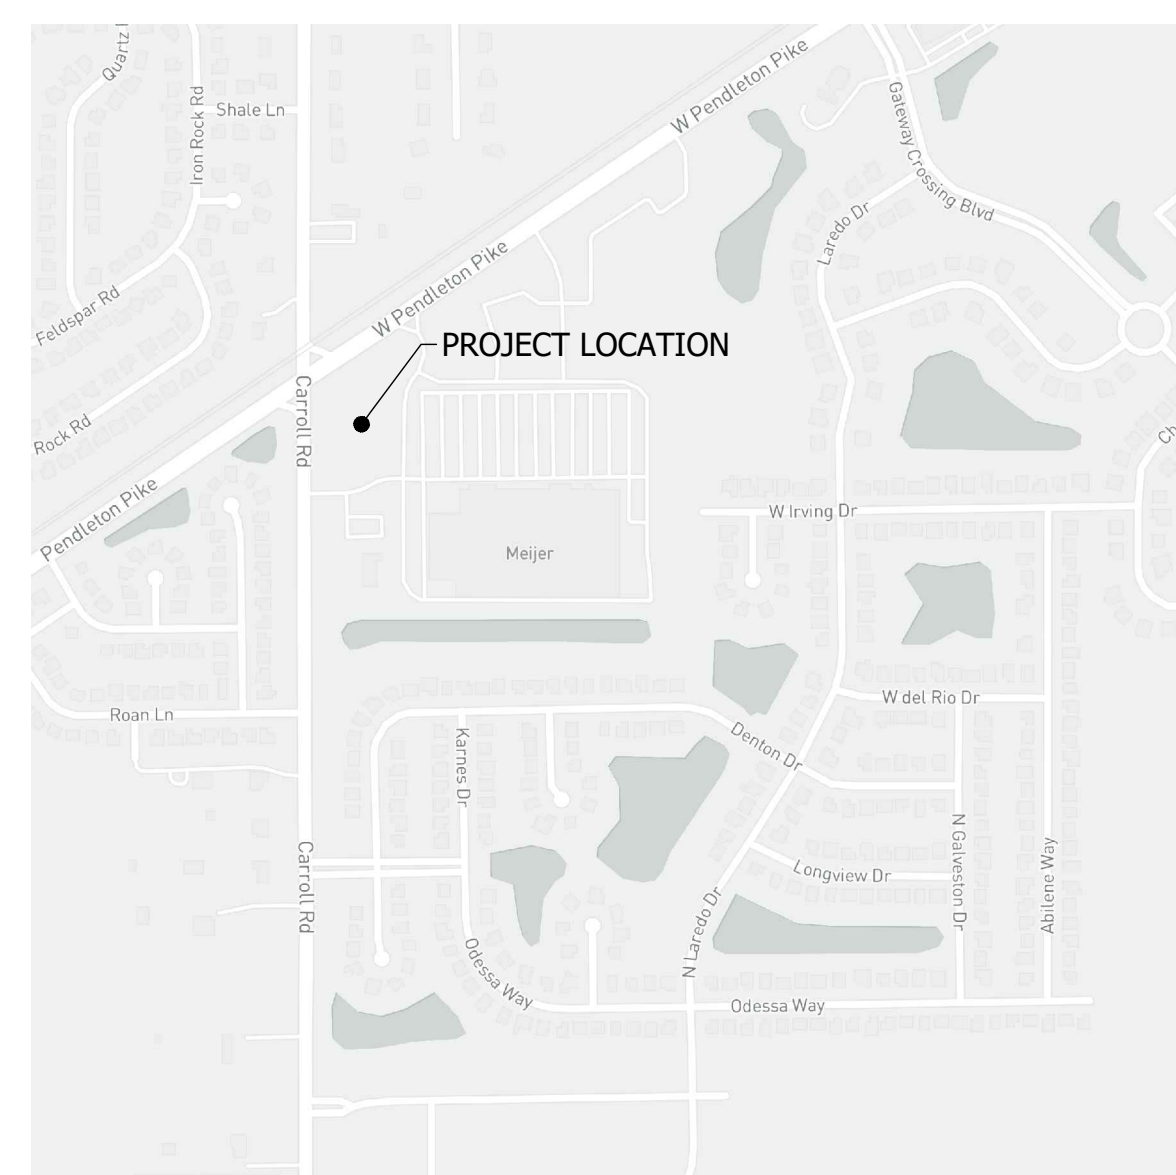 Quartz
W Pendleton Pike
Shale Ln
Iron Rock Rd
Gateway Crossing Blvd
Laredo Dr
W Pendleton Pike
Feldspar Rd
PROJECT LOCATION
Carroll Rd
Rock Rd
Pendleton Pike
W Irving Dr
Meijer
W del Rio Dr
Roan Ln
Denton Dr
Karnes Dr
Carroll Rd
Longview Dr
N Galveston Dr
Abilene Way
N Laredo Dr
Odessa Way
Odessa Way